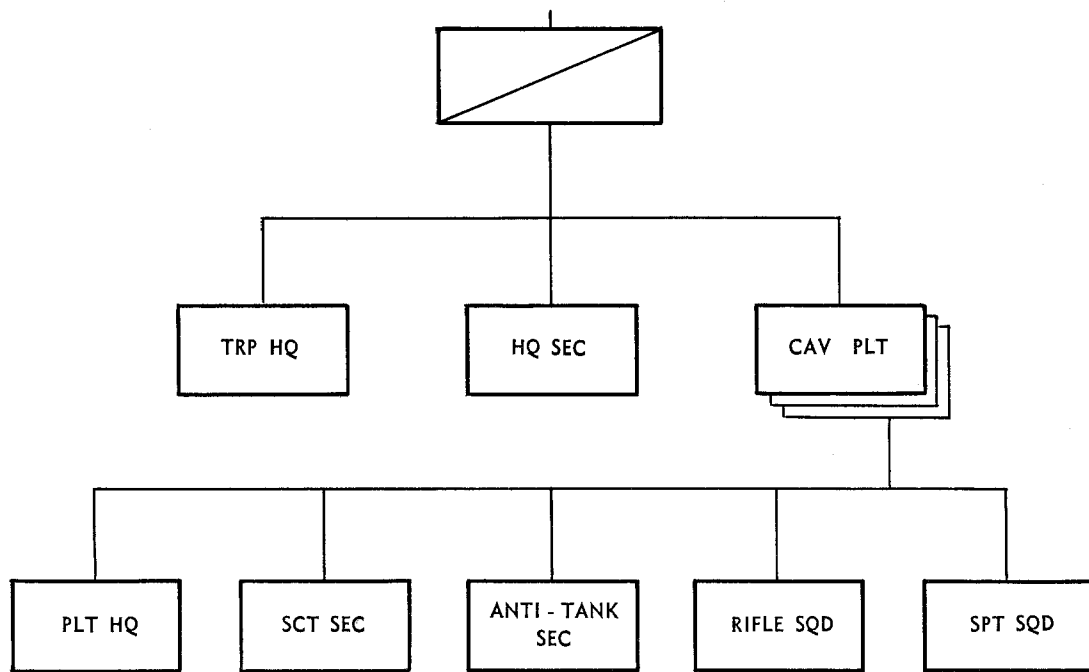 TRP HQ
HQ SEC
CAV PLT
PLT HQ
SCT SEC
ANTI - TANK
SEC
RIFLE SQD
SPT SQD